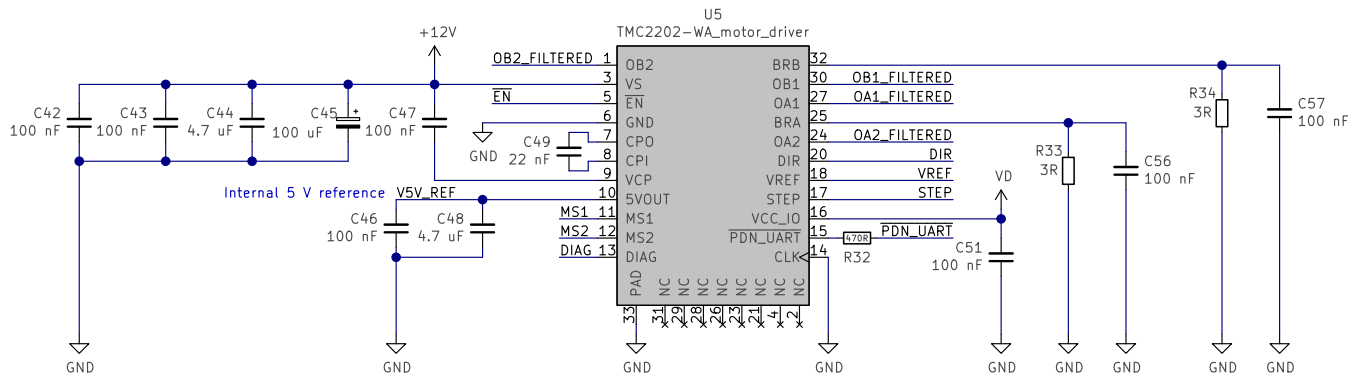 U5
TMC2202-WA_motor_driver
+12V
OB2_FILTERED 1 OB2
3 VS
EN 5 EN
6 GND
GND
7 CPO
8 CPI
9 VCP
10 5VOUT
MS1 11 MS1
MS2 12 MS2
DIAG 13 DIAG
BRB 32
OB1 30 OB1_FILTERED
OA1 27 OA1_FILTERED
BRA 25
OA2 24 OA2_FILTERED
DIR 20 DIR
VREF 18 VREF
STEP 17 STEP
VCC_IO 16
PDN_UART 15 470R PDN_UART
R32
CLK 14
PAD NC NC NC NC NC NC NC NC
33 31 29 28 26 23 21 4 2
C42
100 nF
C43
100 nF
C44
4.7 uF
C45
+
100 uF
C47
100 nF
C49
22 nF
Internal 5 V reference
V5V_REF
C46
100 nF
C48
4.7 uF
VD
C51
100 nF
R33
3R
C56
100 nF
R34
3R
C57
100 nF
GND
GND
GND
GND
GND
GND
GND
GND
GND